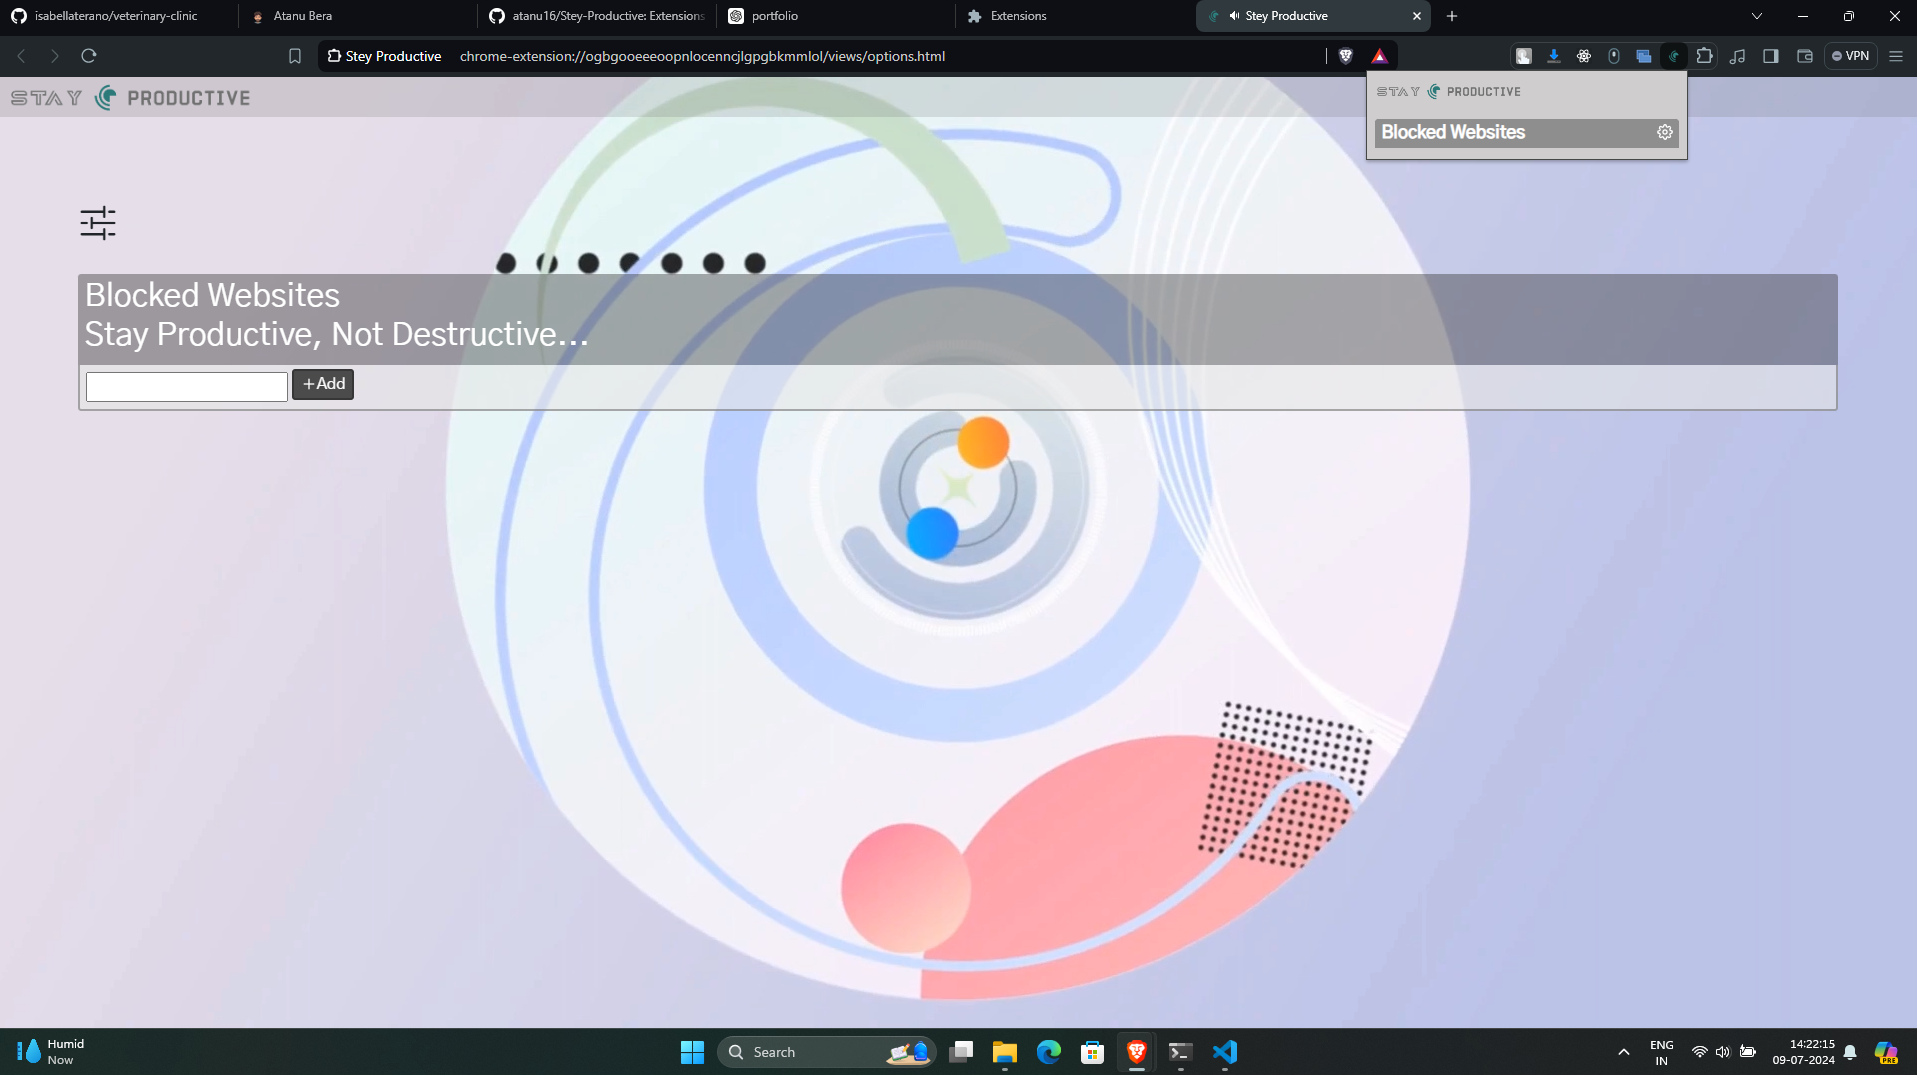 isabellaterano/veterinary-clinic
Atanu Bera
atanu16/Stey-Productive: Extensions
portfolio
Extensions
Stey Productive
Stey Productive chrome-extension://ogbgooeeeoopnlocenncjlgpgbkmmlol/views/options.html
VPN
STAY PRODUCTIVE
STAY PRODUCTIVE
Blocked Websites
Blocked Websites
Stay Productive, Not Destructive...
+Add
Humid
Now
Search
ENG
IN
14:22:15
09-07-2024
PRE